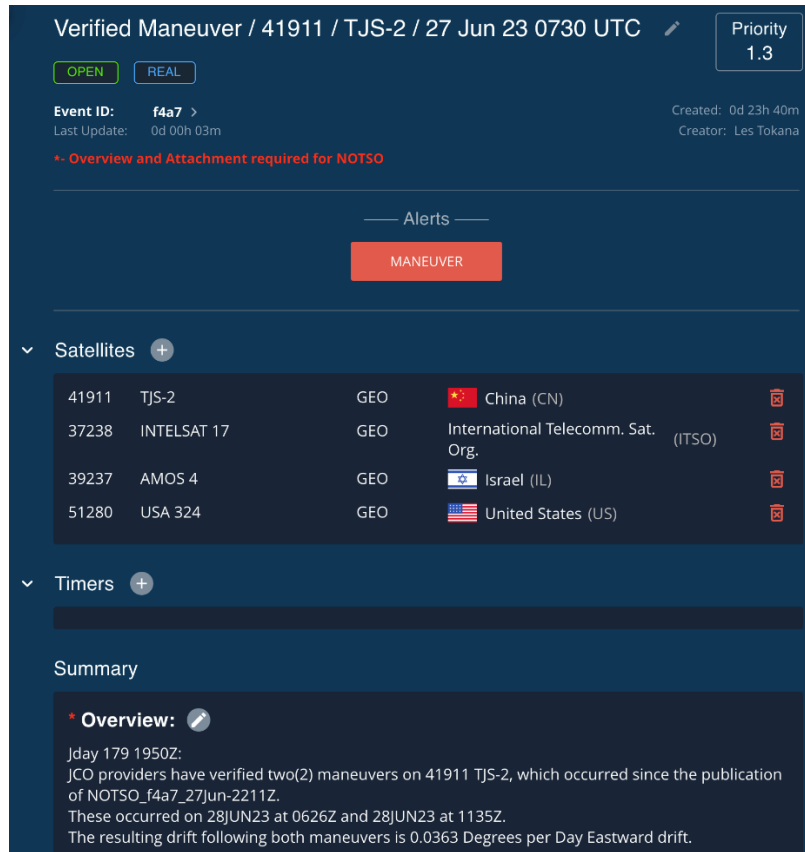 Verified Maneuver / 41911 / TJS-2 / 27 Jun 23 0730 UTC
Priority
1.3
OPEN
REAL
Event ID: f4a7 >
Created: 0d 23h 40m
Last Update: 0d 00h 03m
Creator: Les Tokana
*- Overview and Attachment required for NOTSO
Alerts
MANEUVER
Satellites
41911 TJS-2 GEO China (CN)
37238 INTELSAT 17 GEO International Telecomm. Sat. Org. (ITSO)
39237 AMOS 4 GEO Israel (IL)
51280 USA 324 GEO United States (US)
Timers
Summary
* Overview:
Jday 179 1950Z:
JCO providers have verified two(2) maneuvers on 41911 TJS-2, which occurred since the publication
of NOTSO_f4a7_27Jun-2211Z.
These occurred on 28JUN23 at 0626Z and 28JUN23 at 1135Z.
The resulting drift following both maneuvers is 0.0363 Degrees per Day Eastward drift.